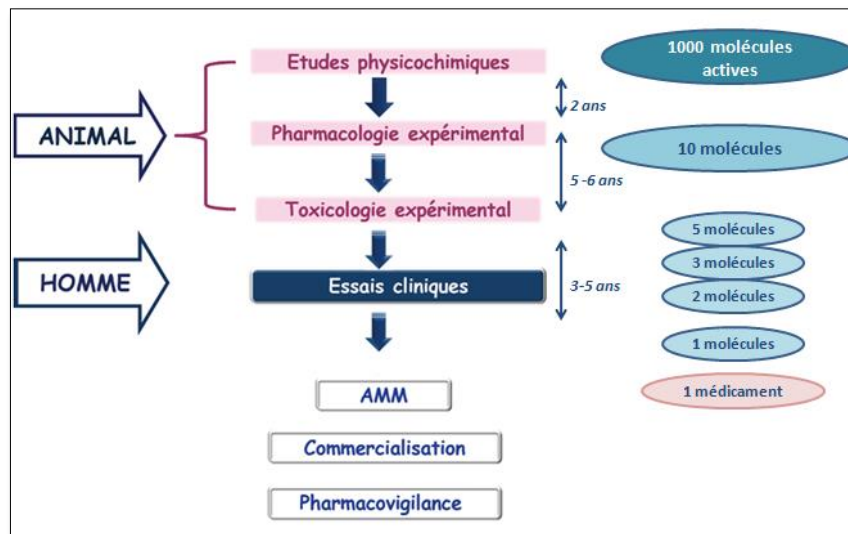 Etudes physicochimiques
1000 molécules
actives
2 ans
ANIMAL
Pharmacologie expérimental
10 molécules
5 -6 ans
Toxicologie expérimental
5 molécules
3 molécules
HOMME
Essais cliniques
3-5 ans
2 molécules
1 molécules
AMM
1 médicament
Commercialisation
Pharmacovigilance